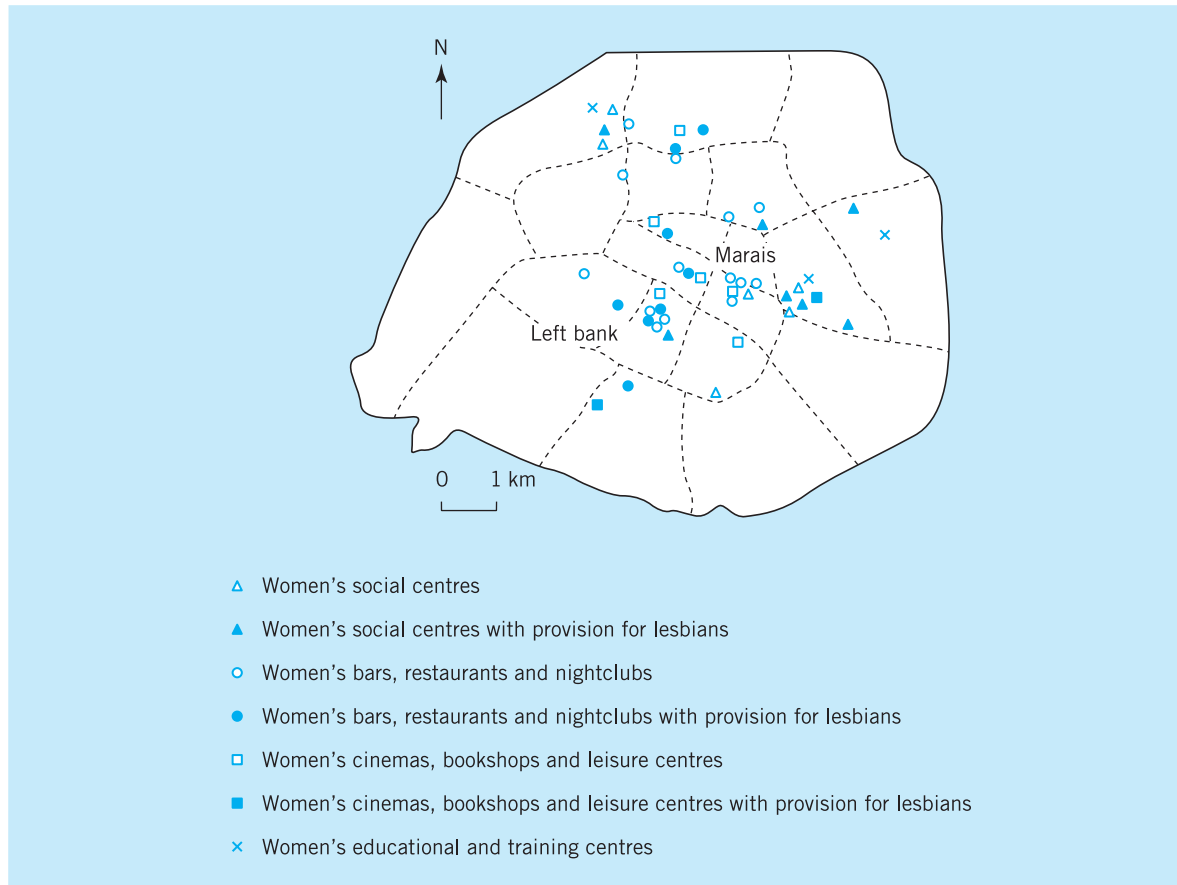 N
Marais
Left bank
0 1 km
Women's social centres
Women's social centres with provision for lesbians
Women's bars, restaurants and nightclubs
Women's bars, restaurants and nightclubs with provision for lesbians
Women's cinemas, bookshops and leisure centres
Women's cinemas, bookshops and leisure centres with provision for lesbians
Women's educational and training centres